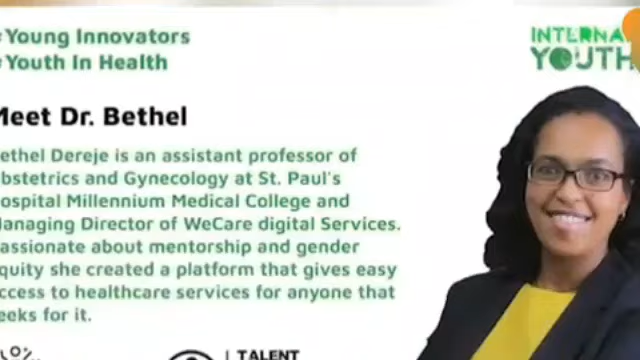 #Young Innovators
#Youth In Health
INTERNA
YOUTH
Meet Dr. Bethel
ethel Dereje is an assistant professor of
bstetrics and Gynecology at St. Paul's
ospital Millennium Medical College and
anaging Director of WeCare digital Services.
assionate about mentorship and gender
quity she created a platform that gives easy
ccess to healthcare services for anyone that
eeks for it.
TALENT